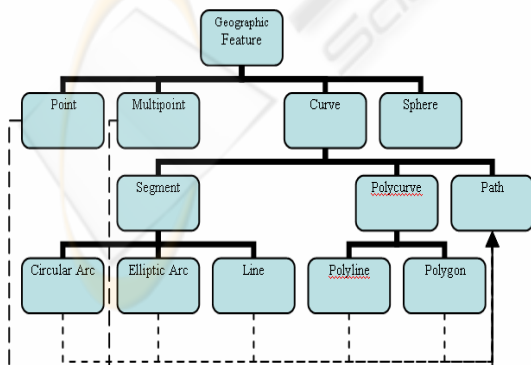 Geographic
Feature
Point
Multipoint
Curve
Sphere
Segment
Polycurve
Path
Circular Arc
Elliptic Arc
Line
Polyline
Polygon